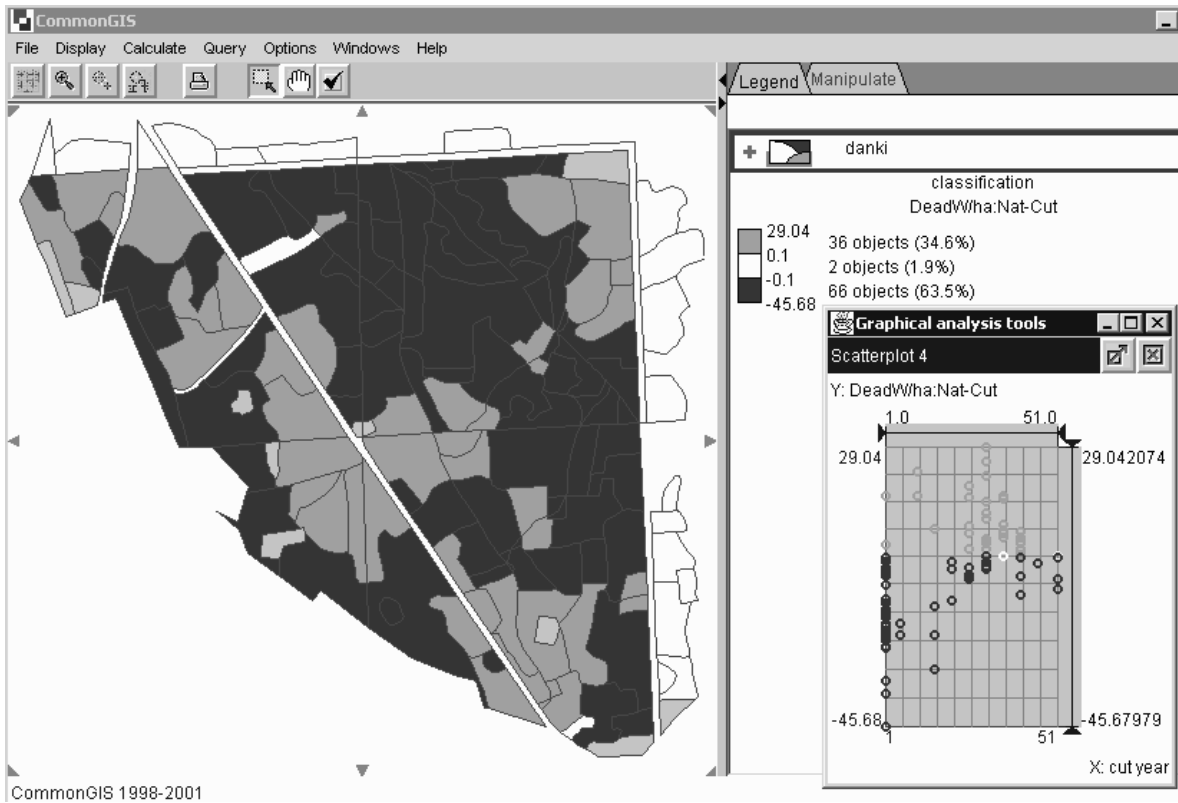 CommonGIS
File Display Calculate Query Options Windows Help
Legend Manipulate
danki
classification
DeadW/ha:Nat-Cut
29.04
36 objects (34.6%)
0.1
2 objects (1.9%)
-0.1
66 objects (63.5%)
-45.68
Graphical analysis tools
Scatterplot 4
Y: DeadW/ha:Nat-Cut
1.0 51.0
29.04 29.042074
-45.68 -45.67979
1 51
X: cut year
CommonGIS 1998-2001